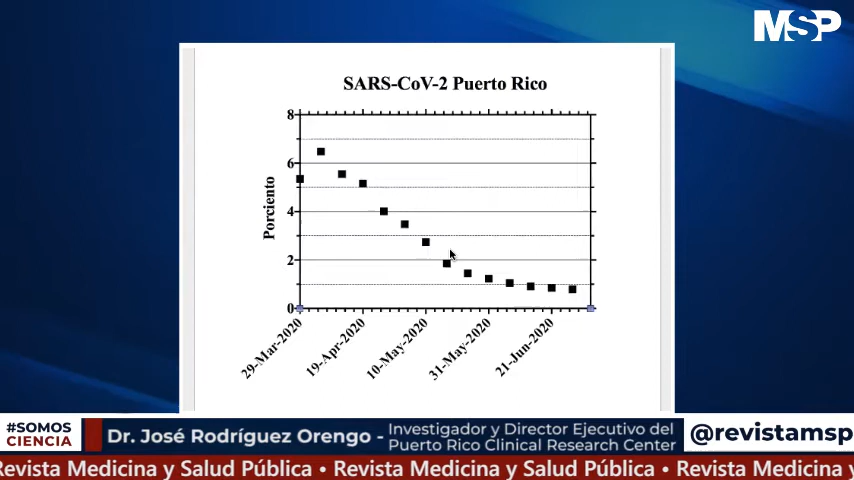 MSP
SARS-CoV-2 Puerto Rico
Porciento
8
6
4
2
0
29-Mar-2020
19-Apr-2020
10-May-2020
31-May-2020
21-Jun-2020
#SOMOS
CIENCIA
Dr. José Rodríguez Orengo -
Investigador y Director Ejecutivo del
Puerto Rico Clinical Research Center
@revistamsp
Revista Medicina y Salud Pública • Revista Medicina y Salud Pública • Revista Medicina y